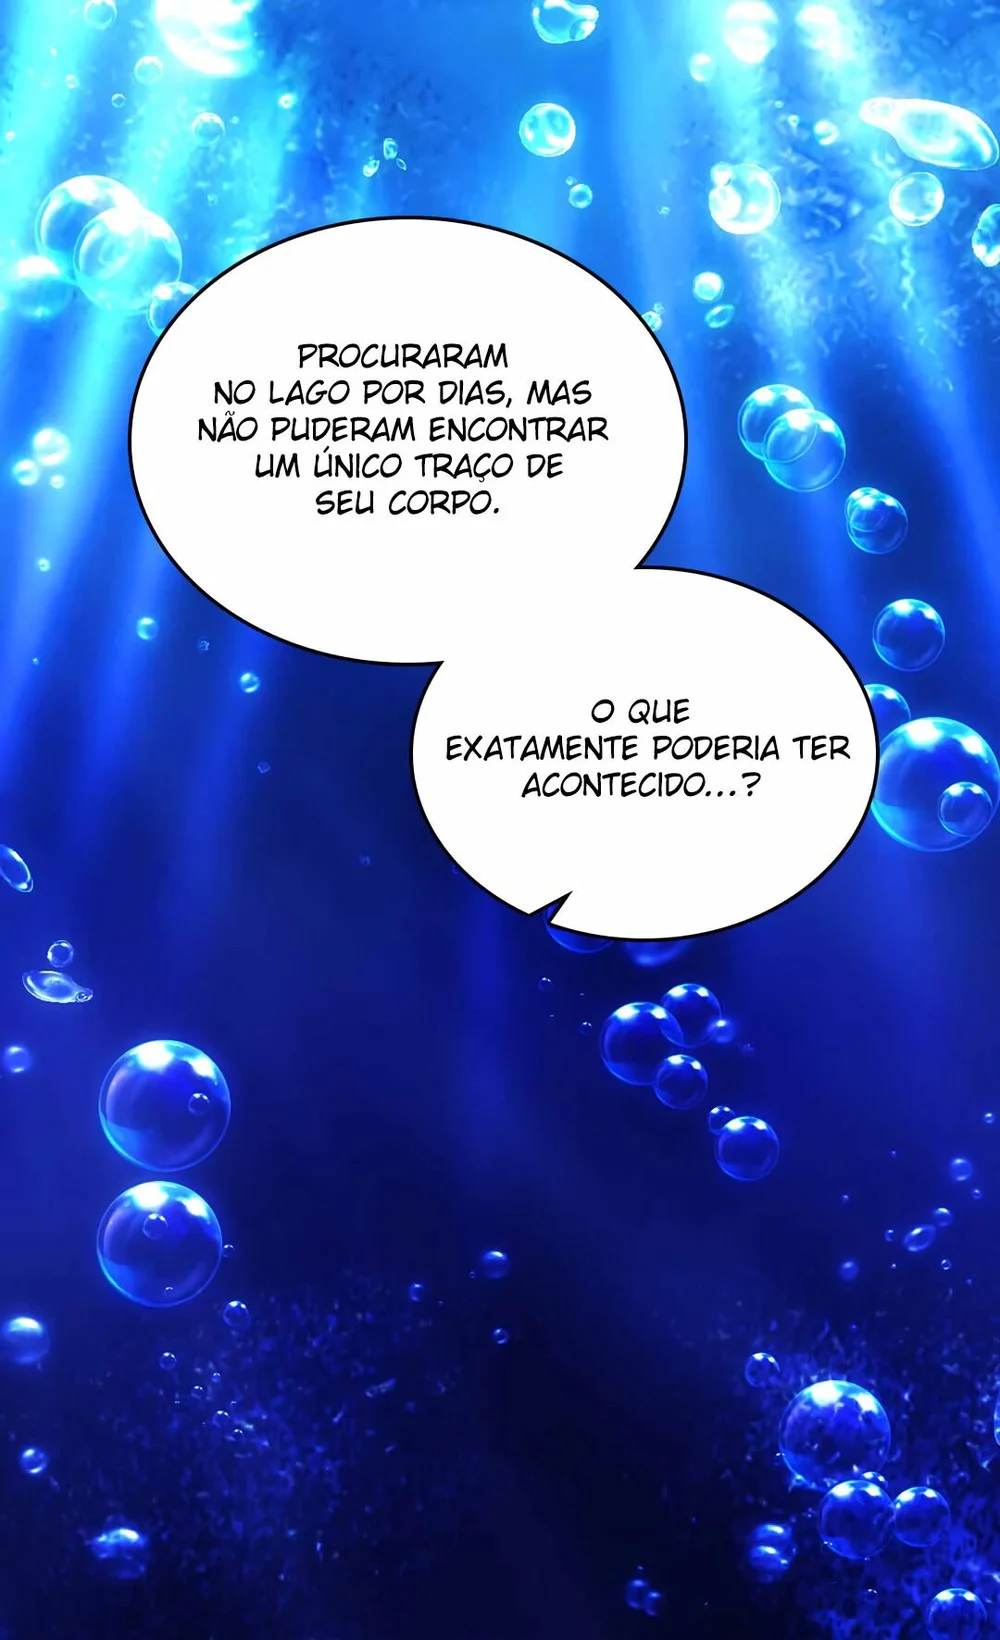 PROCURARAM
NO LAGO POR DIAS, MAS
NÃO PUDERAM ENCONTRAR
UM ÚNICO TRAÇO DE
SEU CORPO.
O QUE
EXATAMENTE PODERIA TER
ACONTECIDO...?